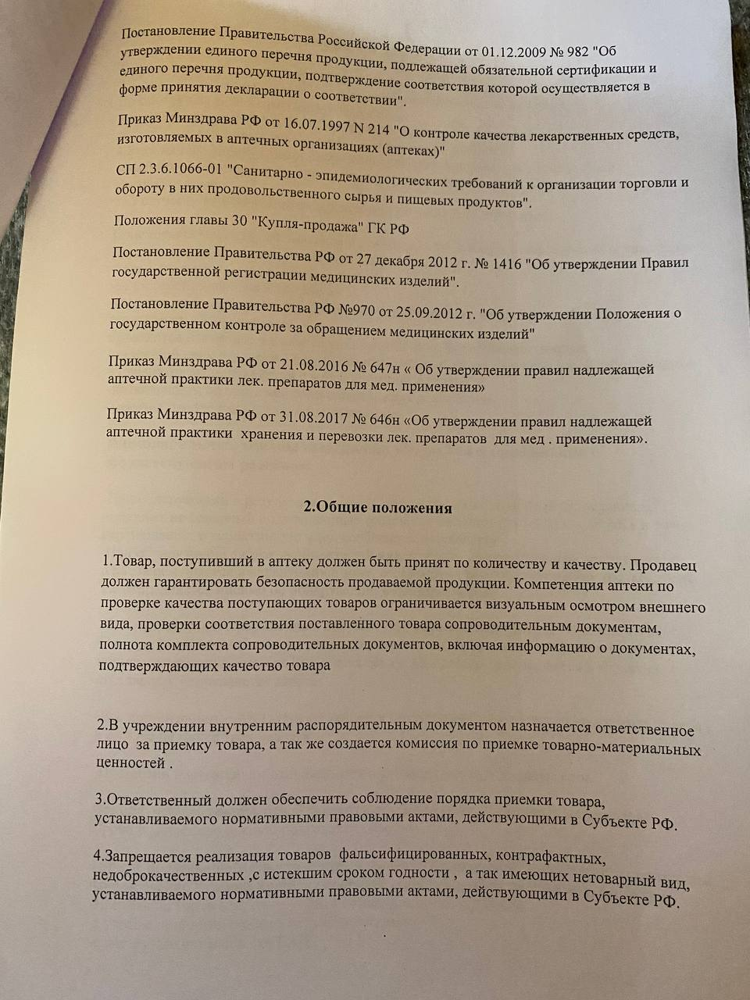 Постановление Правительства Российской Федерации от 01.12.2009 № 982 "Об
утверждении единого перечня продукции, подлежащей обязательной сертификации и
единого перечня продукции, подтверждение соответствия которой осуществляется в
форме принятия декларации о соответствии".
Приказ Минздрава РФ от 16.07.1997 N 214 "О контроле качества лекарственных средств,
изготовляемых в аптечных организациях (аптеках)"
СП 2.3.6.1066-01 "Санитарно - эпидемиологических требований к организации торговли и
обороту в них продовольственного сырья и пищевых продуктов".
Положения главы 30 "Купля-продажа" ГК РФ
Постановление Правительства РФ от 27 декабря 2012 г. № 1416 "Об утверждении Правил
государственной регистрации медицинских изделий".
Постановление Правительства РФ №970 от 25.09.2012 г. "Об утверждении Положения о
государственном контроле за обращением медицинских изделий"
Приказ Минздрава РФ от 21.08.2016 № 647н « Об утверждении правил надлежащей
аптечной практики лек. препаратов для мед. применения»
Приказ Минздрава РФ от 31.08.2017 № 646н «Об утверждении правил надлежащей
аптечной практики хранения и перевозки лек. препаратов для мед . применения».
2.Общие положения
1.Товар, поступивший в аптеку должен быть принят по количеству и качеству. Продавец
должен гарантировать безопасность продаваемой продукции. Компетенция аптеки по
проверке качества поступающих товаров ограничивается визуальным осмотром внешнего
вида, проверки соответствия поставленного товара сопроводительным документам,
полнота комплекта сопроводительных документов, включая информацию о документах,
подтверждающих качество товара
2.В учреждении внутренним распорядительным документом назначается ответственное
лицо за приемку товара, а так же создается комиссия по приемке товарно-материальных
ценностей .
3.Ответственный должен обеспечить соблюдение порядка приемки товара,
устанавливаемого нормативными правовыми актами, действующими в Субъекте РФ.
4.Запрещается реализация товаров фальсифицированных, контрафактных,
недоброкачественных ,с истекшим сроком годности , а так имеющих нетоварный вид,
устанавливаемого нормативными правовыми актами, действующими в Субъекте РФ.